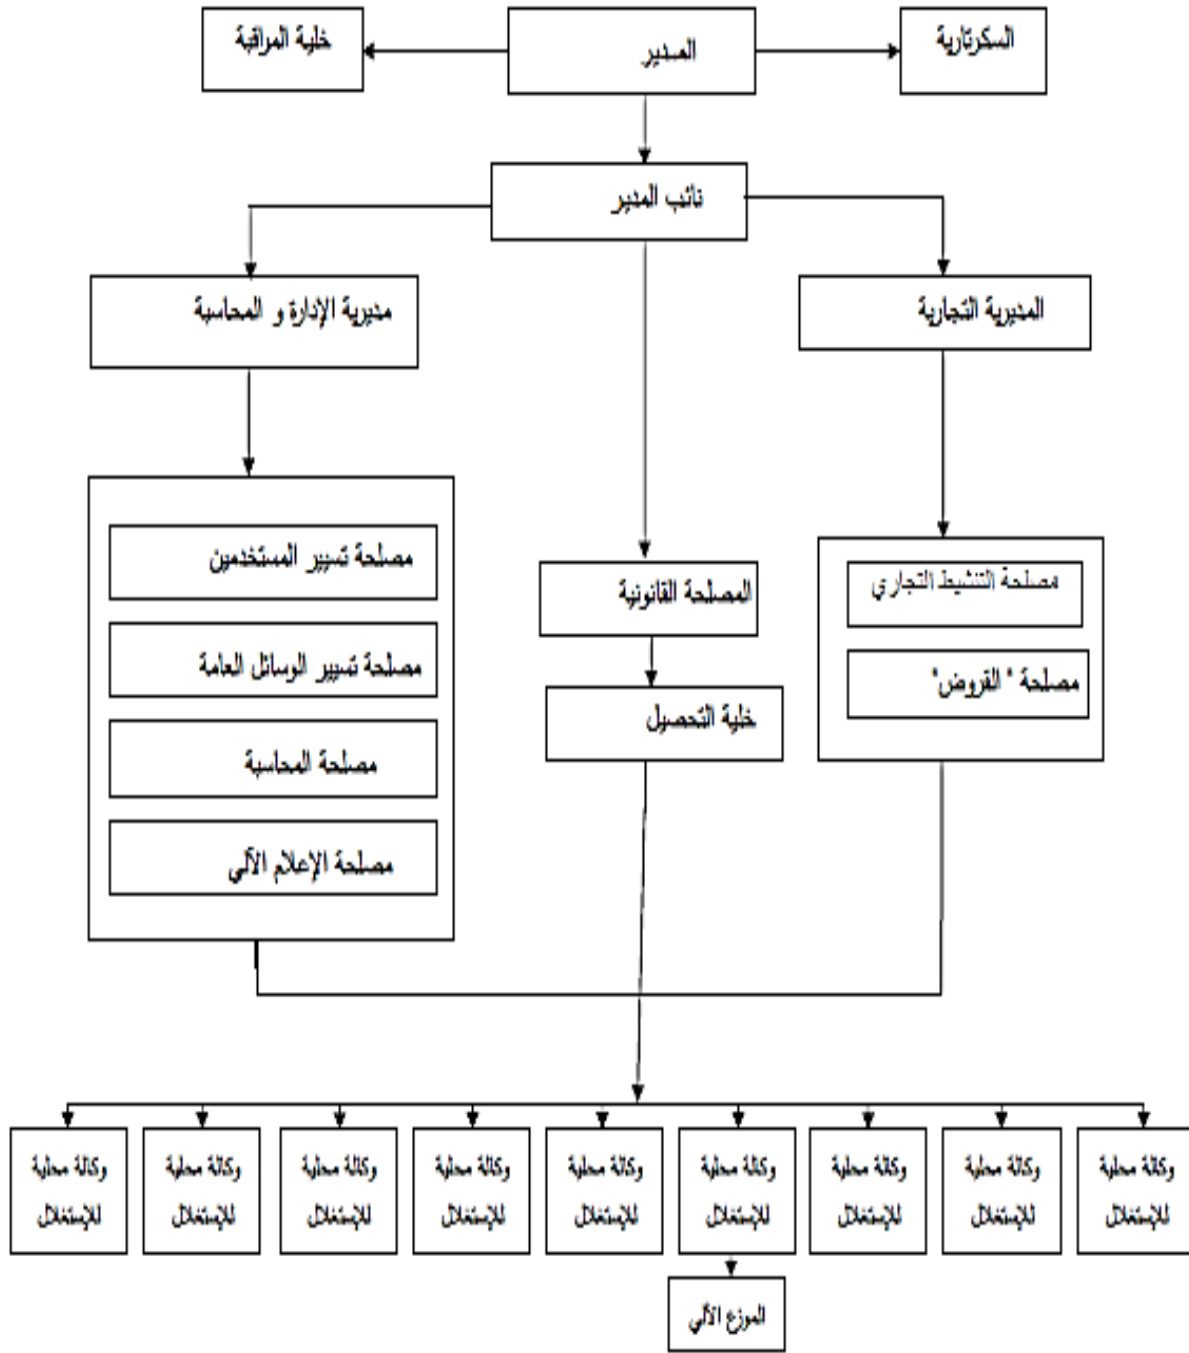 السكرتارية
المدير
خلية المراقبة
نائب المدير
المديرية التجارية
مديرية الإدارة و المحاسبة
مصلحة التنشيط التجاري
مصلحة " القروض"
المصلحة القانونية
خلية التحصيل
مصلحة تسيير المستخدمين
مصلحة تسيير الوسائل العامة
مصلحة المحاسبة
مصلحة الإعلام الآلي
وكالة محلية
للإستغلال
وكالة محلية
للإستغلال
وكالة محلية
للإستغلال
وكالة محلية
للإستغلال
وكالة محلية
للإستغلال
وكالة محلية
للإستغلال
وكالة محلية
للإستغلال
وكالة محلية
للإستغلال
وكالة محلية
للإستغلال
الموزع الآلي